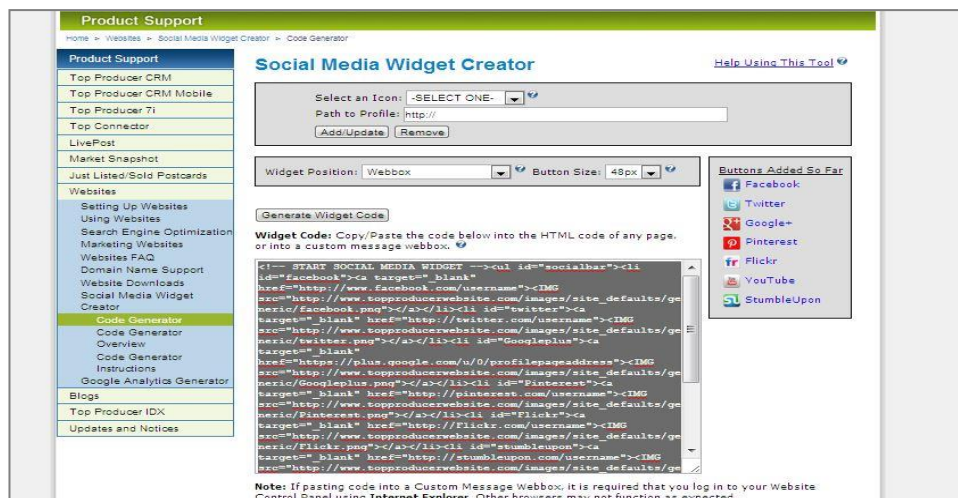 Product Support
Home > Websites > Social Media Widget Creator > Code Generator
Product Support
Top Producer CRM
Top Producer CRM Mobile
Top Producer 7i
Top Connector
LivePost
Market Snapshot
Just Listed/Sold Postcards
Websites
Setting Up Websites
Using Websites
Search Engine Optimization
Marketing Websites
Websites FAQ
Domain Name Support
Website Downloads
Social Media Widget
Creator
Code Generator
Code Generator
Overview
Code Generator
Instructions
Google Analytics Generator
Blogs
Top Producer IDX
Updates and Notices
Social Media Widget Creator
Help Using This Tool
Select an Icon: -SELECT ONE-
Path to Profile: http://
Add/Update Remove
Widget Position: Webbox Button Size: 48px
Generate Widget Code
Widget Code: Copy/Paste the code below into the HTML code of any page,
or into a custom message webbox.
<!-- START SOCIAL MEDIA WIDGET --><ul id="socialbar"><li
id="facebook"><a target="_blank"
href="http://www.facebook.com/username"><IMG
src="http://www.topproducerwebsite.com/images/site_defaults/ge
neric/facebook.png"></a></li><li id="twitter"><a
target="_blank" href="http://twitter.com/username"><IMG
src="http://www.topproducerwebsite.com/images/site_defaults/ge
neric/twitter.png"></a></li><li id="Googleplus"><a
target="_blank"
href="https://plus.google.com/u/0/profilepageaddress"><IMG
src="http://www.topproducerwebsite.com/images/site_defaults/ge
neric/Googleplus.png"></a></li><li id="Pinterest"><a
target="_blank" href="http://pinterest.com/username"><IMG
src="http://www.topproducerwebsite.com/images/site_defaults/ge
neric/Pinterest.png"></a></li><li id="Flickr"><a
target="_blank" href="http://Flickr.com/username"><IMG
src="http://www.topproducerwebsite.com/images/site_defaults/ge
neric/Flickr.png"></a></li><li id="stumbleupon"><a
target="_blank" href="http://stumbleupon.com/username"><IMG
src="http://www.topproducerwebsite.com/images/site_defaults/ge
Note: If pasting code into a Custom Message Webbox, it is required that you log in to your Website
Control Panel using Internet Explorer. Other browsers may not function as expected.
Buttons Added So Far
Facebook
Twitter
Google+
Pinterest
Flickr
YouTube
StumbleUpon